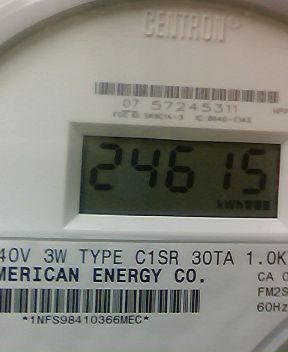 CENTRON®
07 57245311
24615
kWh
40V 3W TYPE C1SR 30TA 1.0K
MERICAN ENERGY CO.
CA 0
FM2S
60Hz
*1NFS98410366MEC*